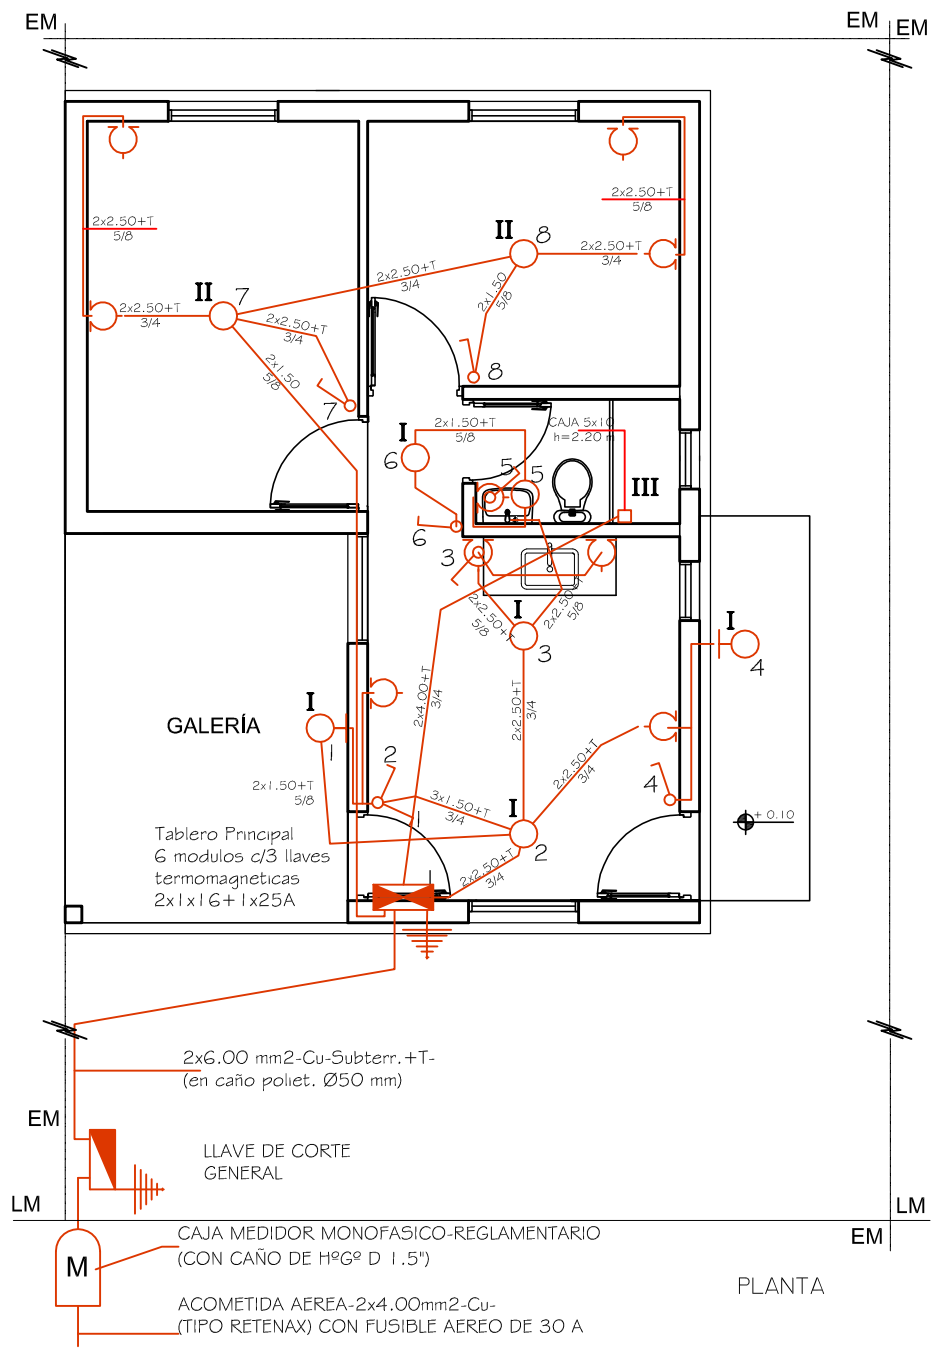 EM
EM
EM
2x2.50+T
5/8
2x2.50+T
5/8
II
8
2x2.50+T
3/4
2x2.50+T
3/4
2x1.50
5/8
II
7
2x2.50+T
3/4
2x2.50+T
3/4
2x1.50
5/8
8
7
2x1.50+T
5/8
CAJA 5x10
h=2.20 m
I
6
5
5
III
6
3
2x2.50+T
5/8
2x2.50+T
5/8
I
3
I
4
2x4.00+T
3/4
2x2.50+T
3/4
GALERÍA
I
1
2
2x2.50+T
3/4
4
2x1.50+T
5/8
3x1.50+T
3/4
1
I
2
+ 0.10
Tablero Principal
6 modulos c/3 llaves
termomagneticas
2x1x16+1x25A
2x2.50+T
3/4
1
2x6.00 mm2-Cu-Subterr.+T-
(en caño poliet. Ø50 mm)
EM
LLAVE DE CORTE
GENERAL
LM
LM
EM
CAJA MEDIDOR MONOFASICO-REGLAMENTARIO
(CON CAÑO DE HºGº D 1.5")
M
PLANTA
ACOMETIDA AEREA-2x4.00mm2-Cu-
(TIPO RETENAX) CON FUSIBLE AEREO DE 30 A